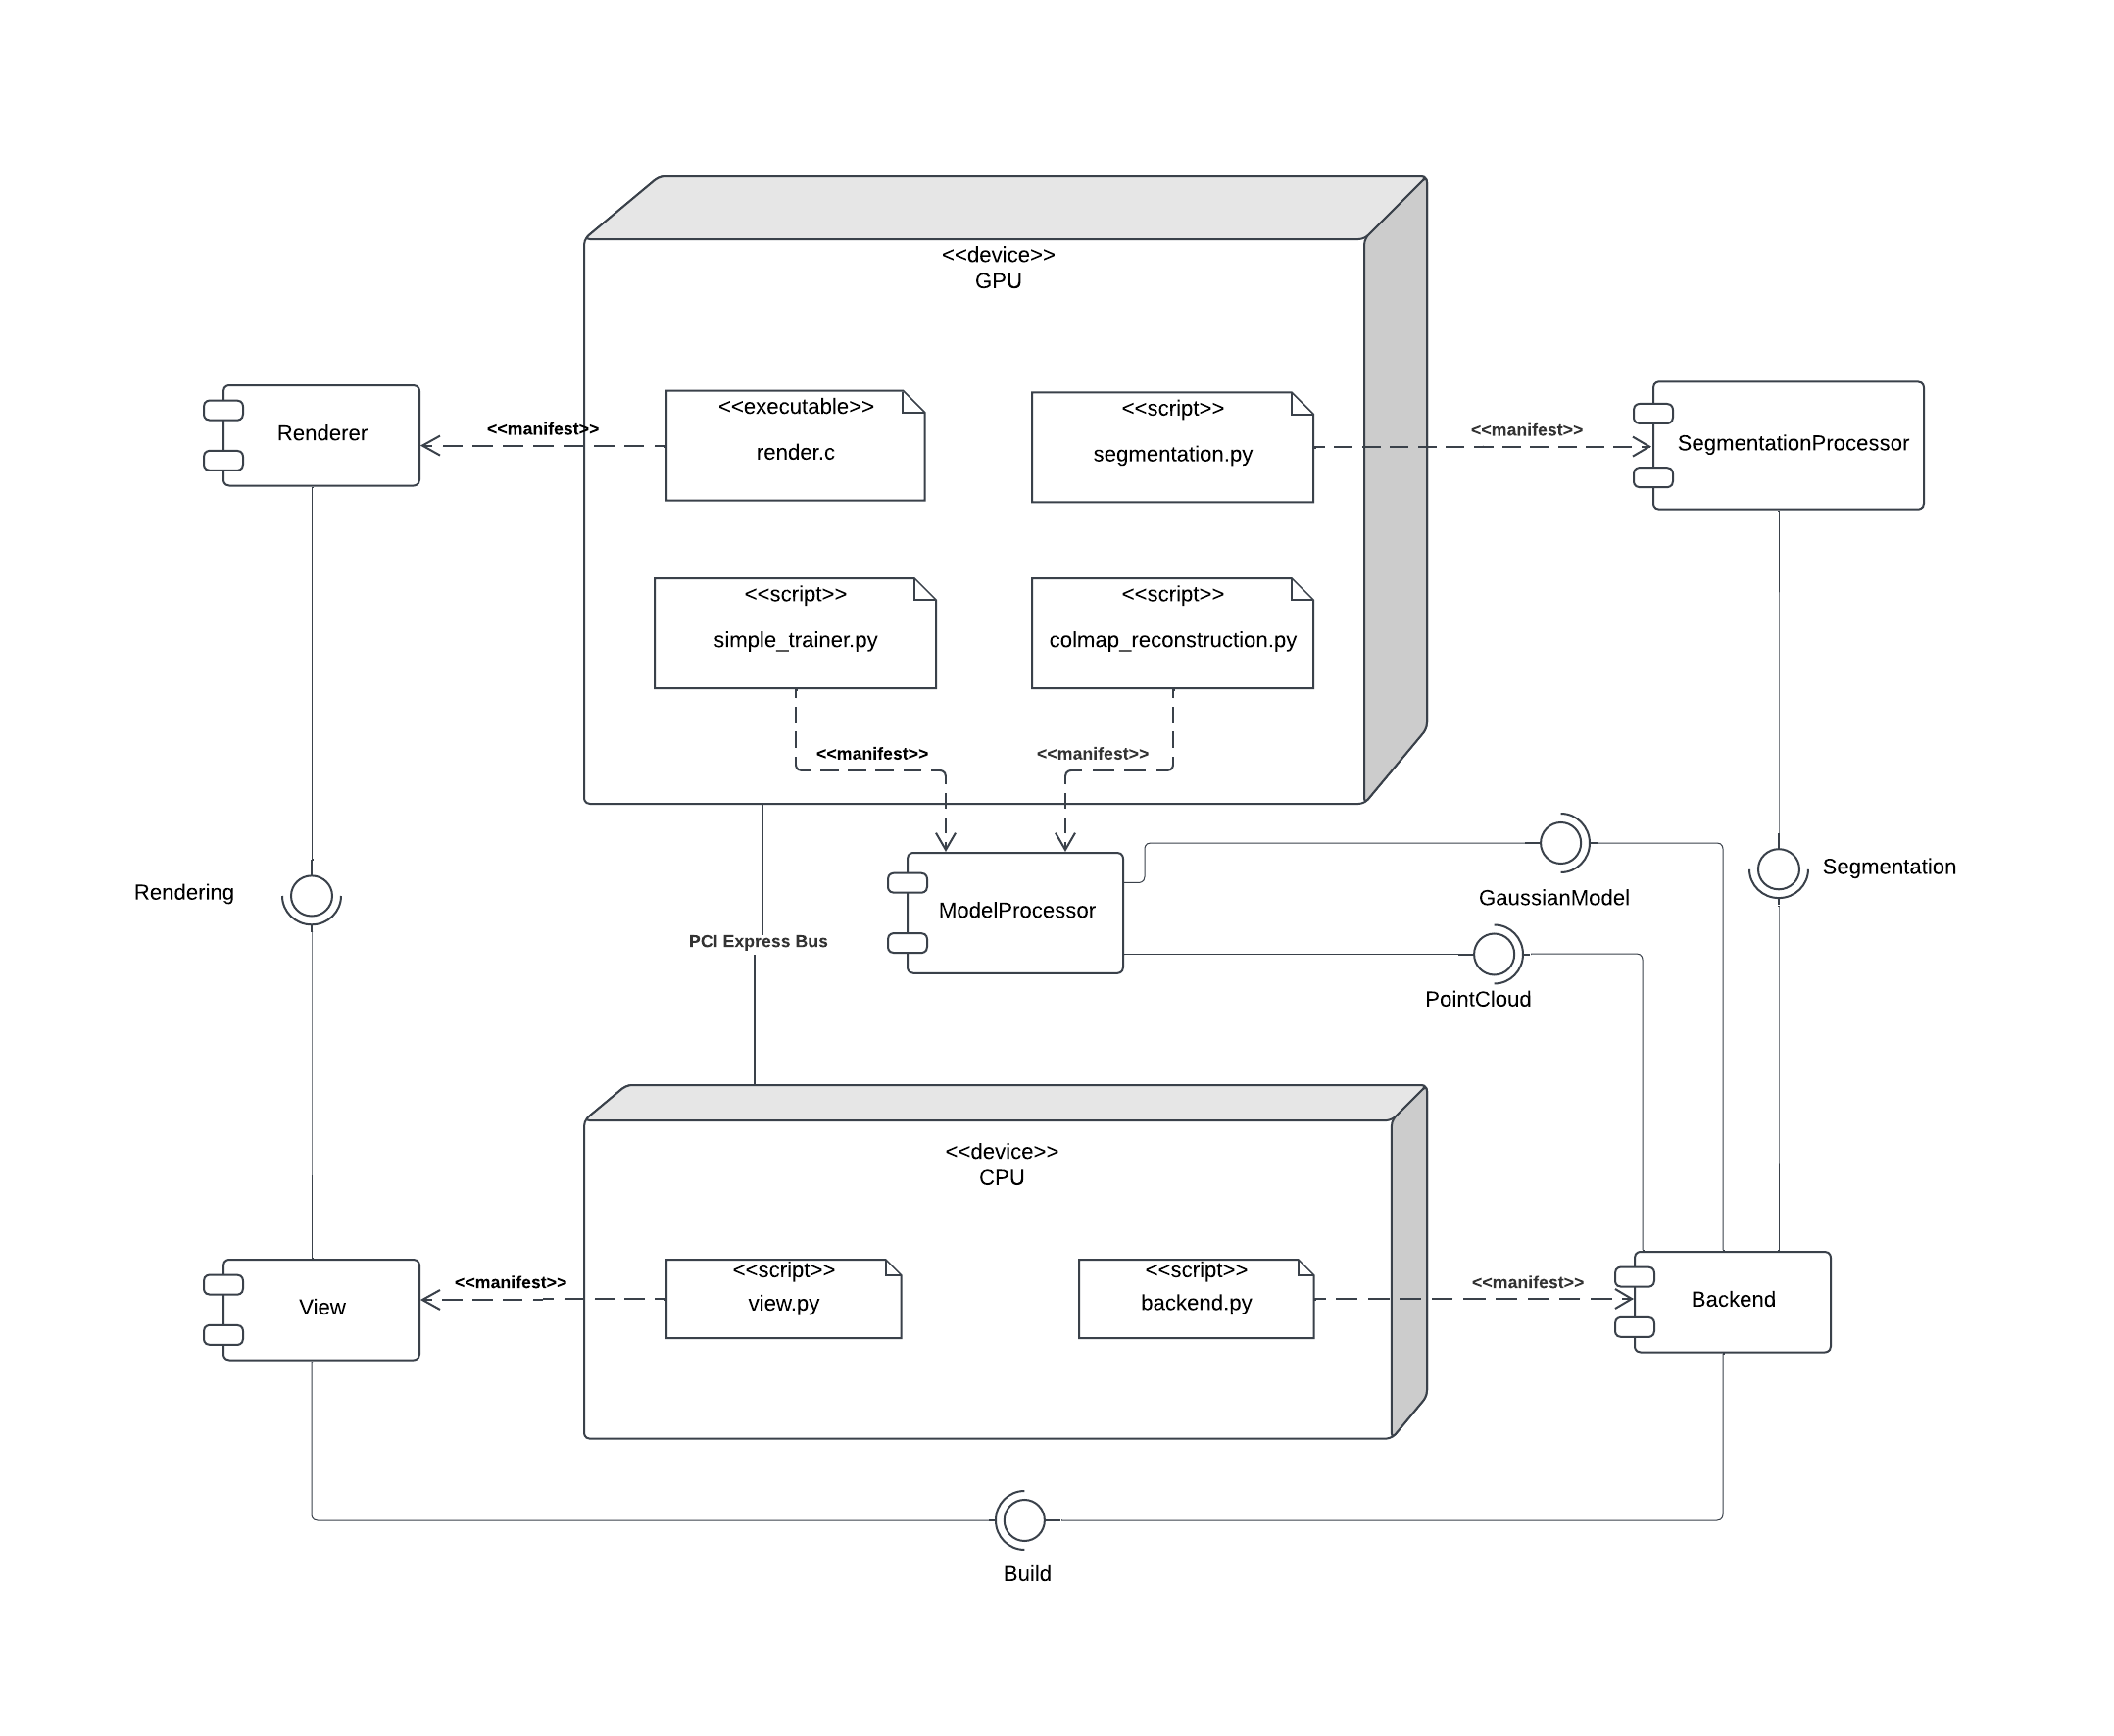 <<device>>
GPU
<<executable>>
render.c
<<script>>
segmentation.py
<<manifest>>
Renderer
<<manifest>>
SegmentationProcessor
<<script>>
simple_trainer.py
<<script>>
colmap_reconstruction.py
<<manifest>>
<<manifest>>
Rendering
ModelProcessor
GaussianModel
Segmentation
PCI Express Bus
PointCloud
<<device>>
CPU
<<script>>
view.py
<<script>>
backend.py
<<manifest>>
View
<<manifest>>
Backend
Build